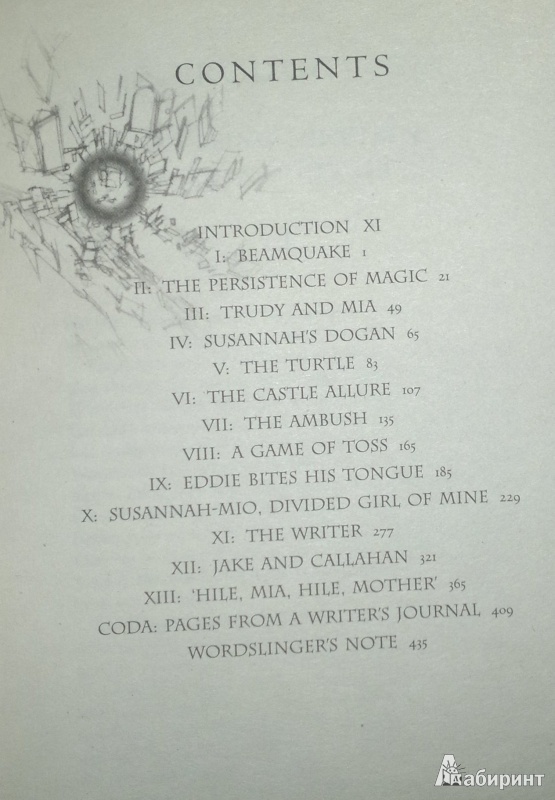 CONTENTS
INTRODUCTION XI
I: BEAMQUAKE 1
II: THE PERSISTENCE OF MAGIC 21
III: TRUDY AND MIA 49
IV: SUSANNAH'S DOGAN 65
V: THE TURTLE 83
VI: THE CASTLE ALLURE 107
VII: THE AMBUSH 135
VIII: A GAME OF TOSS 165
IX: EDDIE BITES HIS TONGUE 185
X: SUSANNAH-MIO, DIVIDED GIRL OF MINE 229
XI: THE WRITER 277
XII: JAKE AND CALLAHAN 321
XIII: 'HILE, MIA, HILE, MOTHER' 365
CODA: PAGES FROM A WRITER'S JOURNAL 409
WORDSLINGER'S NOTE 435
Лабиринт